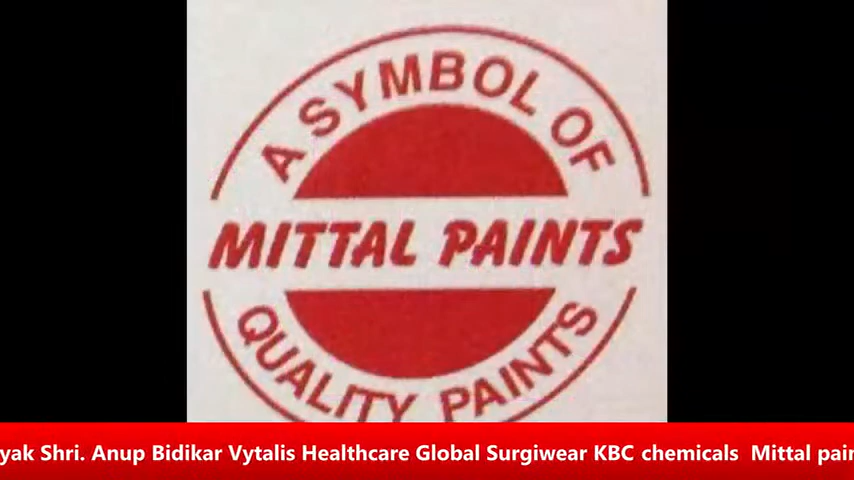 A SYMBOL OF
MITTAL PAINTS
QUALITY PAINTS
yak Shri. Anup Bidikar Vytalis Healthcare Global Surgiwear KBC chemicals Mittal pain